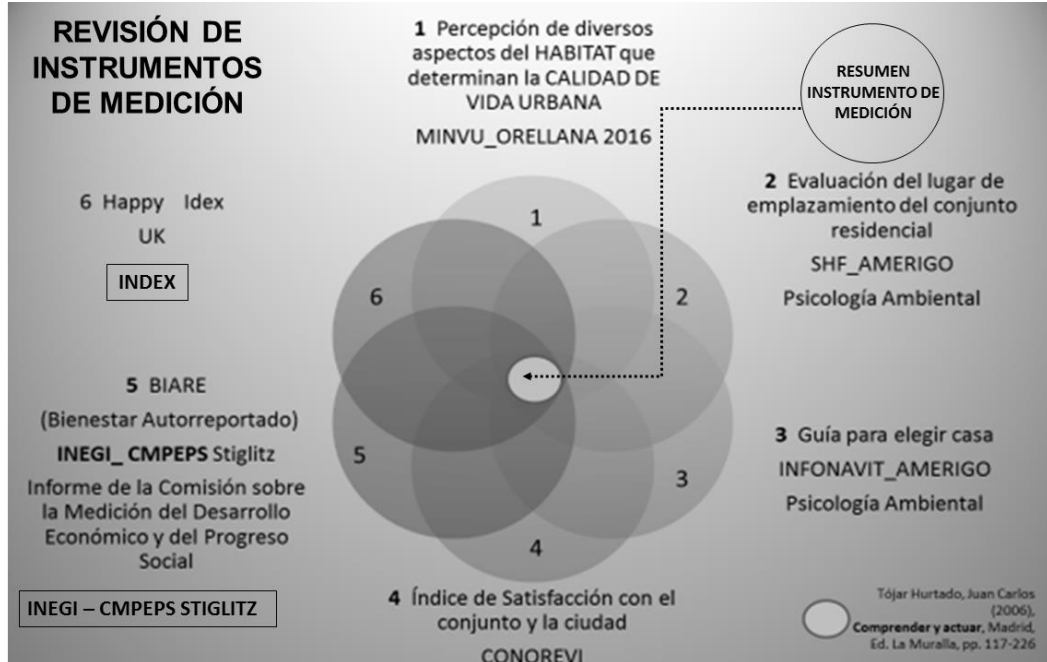 REVISIÓN DE
INSTRUMENTOS
DE MEDICIÓN
1 Percepción de diversos
aspectos del HABITAT que
determinan la CALIDAD DE
VIDA URBANA
MINVU_ORELLANA 2016
RESUMEN
INSTRUMENTO DE
MEDICIÓN
2 Evaluación del lugar de
emplazamiento del conjunto
residencial
SHF_AMERIGO
Psicología Ambiental
6 Happy Idex
UK
INDEX
1
2
3
4
5
6
5 BIARE
(Bienestar Autorreportado)
INEGI_ CMPEPS Stiglitz
Informe de la Comisión sobre
la Medición del Desarrollo
Económico y del Progreso
Social
INEGI – CMPEPS STIGLITZ
3 Guía para elegir casa
INFONAVIT_AMERIGO
Psicología Ambiental
4 Índice de Satisfacción con el
conjunto y la ciudad
CONOREVI
Tójar Hurtado, Juan Carlos
(2006),
Comprender y actuar, Madrid,
Ed. La Muralla, pp. 117-226